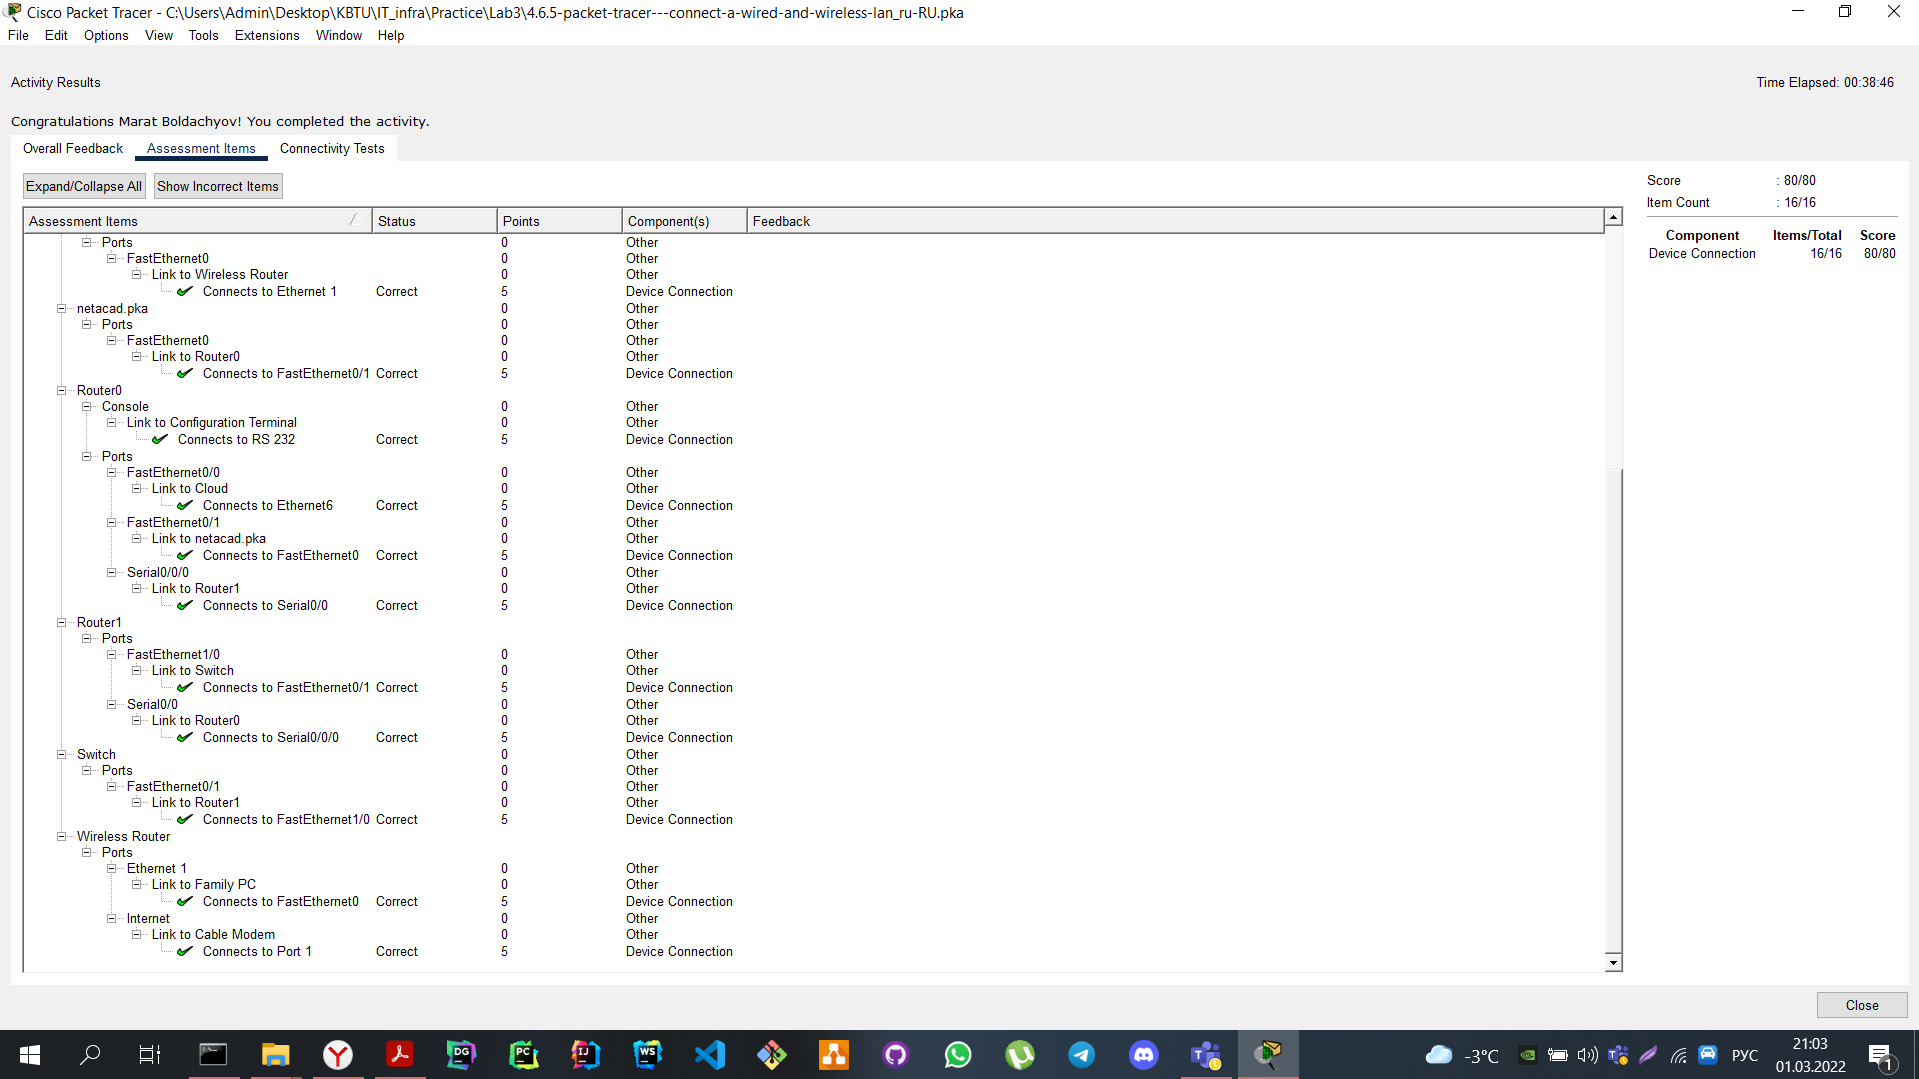 Cisco Packet Tracer - C:\Users\Admin\Desktop\KBTU\IT_infra\Practice\Lab3\4.6.5-packet-tracer---connect-a-wired-and-wireless-lan_ru-RU.pka
File Edit Options View Tools Extensions Window Help
Activity Results Time Elapsed: 00:38:46
Congratulations Marat Boldachyov! You completed the activity.
Overall Feedback Assessment Items Connectivity Tests
Expand/Collapse All Show Incorrect Items
Score : 80/80
Item Count : 16/16
Component Items/Total Score
Device Connection 16/16 80/80
Assessment Items Status Points Component(s) Feedback
Ports 0 Other
FastEthernet0 0 Other
Link to Wireless Router 0 Other
Connects to Ethernet 1 Correct 5 Device Connection
netacad.pka 0 Other
Ports 0 Other
FastEthernet0 0 Other
Link to Router0 0 Other
Connects to FastEthernet0/1 Correct 5 Device Connection
Router0
Console 0 Other
Link to Configuration Terminal 0 Other
Connects to RS 232 Correct 5 Device Connection
Ports
FastEthernet0/0 0 Other
Link to Cloud 0 Other
Connects to Ethernet6 Correct 5 Device Connection
FastEthernet0/1 0 Other
Link to netacad.pka 0 Other
Connects to FastEthernet0 Correct 5 Device Connection
Serial0/0/0 0 Other
Link to Router1 0 Other
Connects to Serial0/0 Correct 5 Device Connection
Router1
Ports
FastEthernet1/0 0 Other
Link to Switch 0 Other
Connects to FastEthernet0/1 Correct 5 Device Connection
Serial0/0 0 Other
Link to Router0 0 Other
Connects to Serial0/0/0 Correct 5 Device Connection
Switch 0 Other
Ports 0 Other
FastEthernet0/1 0 Other
Link to Router1 0 Other
Connects to FastEthernet1/0 Correct 5 Device Connection
Wireless Router
Ports
Ethernet 1 0 Other
Link to Family PC 0 Other
Connects to FastEthernet0 Correct 5 Device Connection
Internet 0 Other
Link to Cable Modem 0 Other
Connects to Port 1 Correct 5 Device Connection
Close
DG PC IJ WS
-3°C РУС 21:03
01.03.2022
1